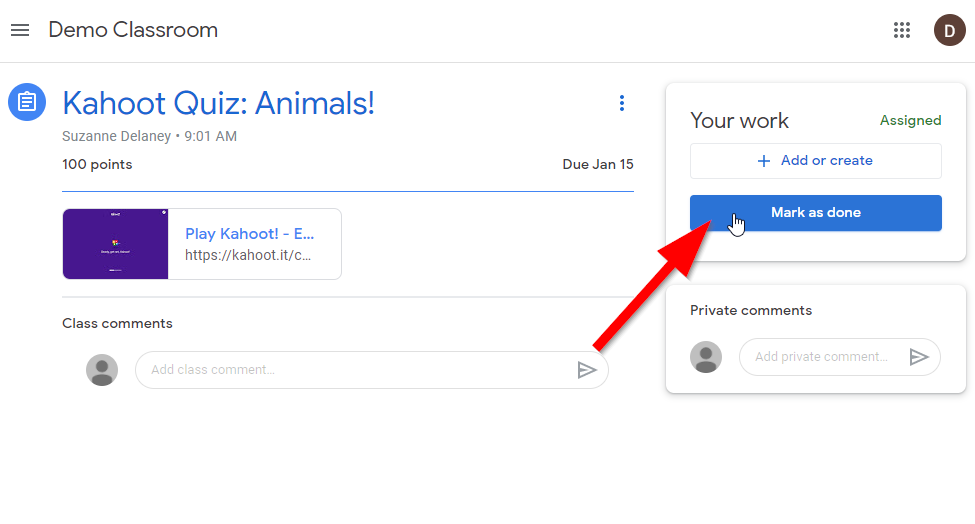 Demo Classroom
D
Kahoot Quiz: Animals!
Suzanne Delaney • 9:01 AM
100 points
Due Jan 15
Play Kahoot! - E...
https://kahoot.it/c...
Class comments
Add class comment...
Your work
Assigned
+ Add or create
Mark as done
Private comments
Add private comment...